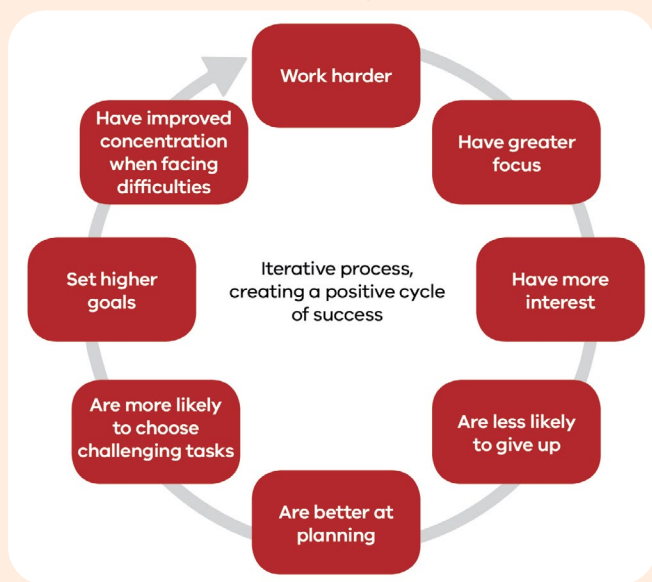 Work harder
Have greater
focus
Have more
interest
Are less likely
to give up
Are better at
planning
Are more likely
to choose
challenging tasks
Set higher
goals
Have improved
concentration
when facing
difficulties
Iterative process,
creating a positive cycle
of success